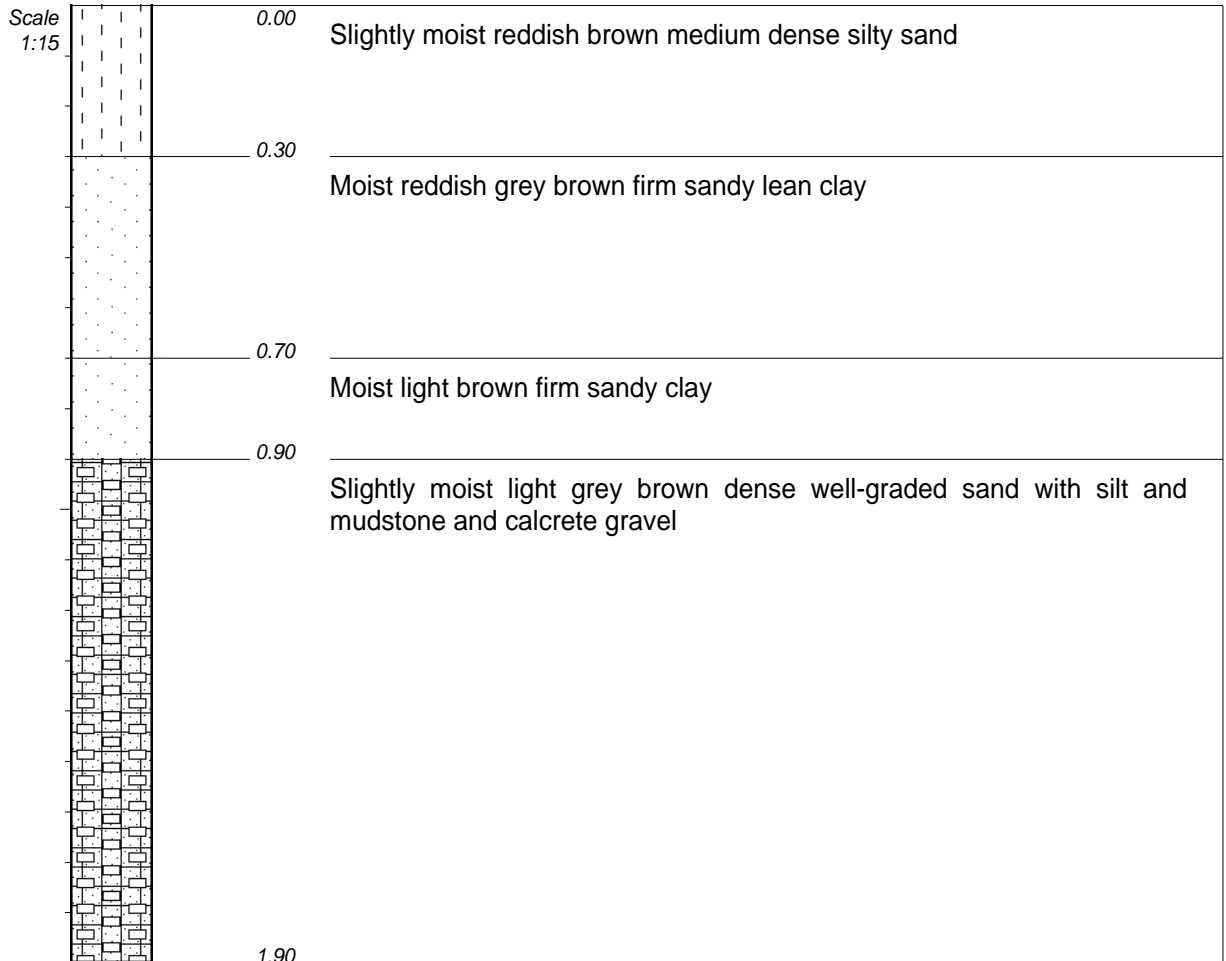 Scale
1:15
0.00
Slightly moist reddish brown medium dense silty sand
0.30
Moist reddish grey brown firm sandy lean clay
0.70
Moist light brown firm sandy clay
0.90
Slightly moist light grey brown dense well-graded sand with silt and
mudstone and calcrete gravel
1.90